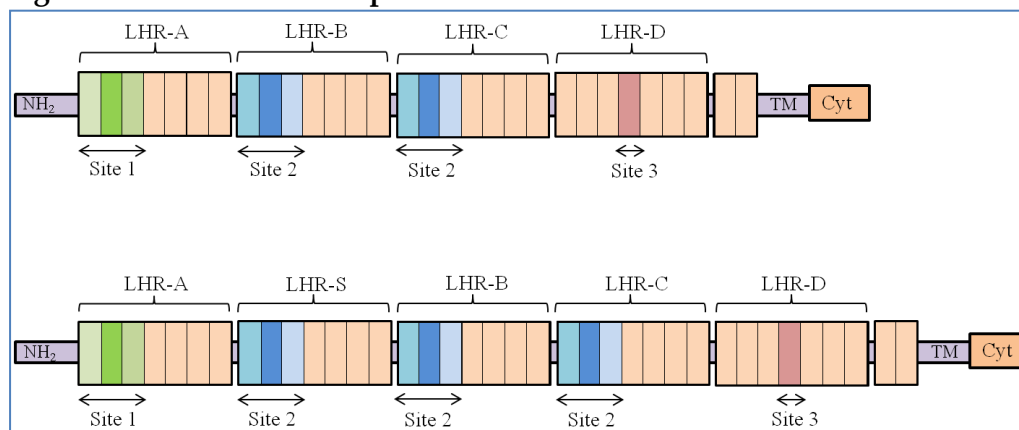 LHR-A LHR-B LHR-C LHR-D
NH2 TM Cyt
Site 1 Site 2 Site 2 Site 3
LHR-A LHR-S LHR-B LHR-C LHR-D
NH2 TM Cyt
Site 1 Site 2 Site 2 Site 2 Site 3